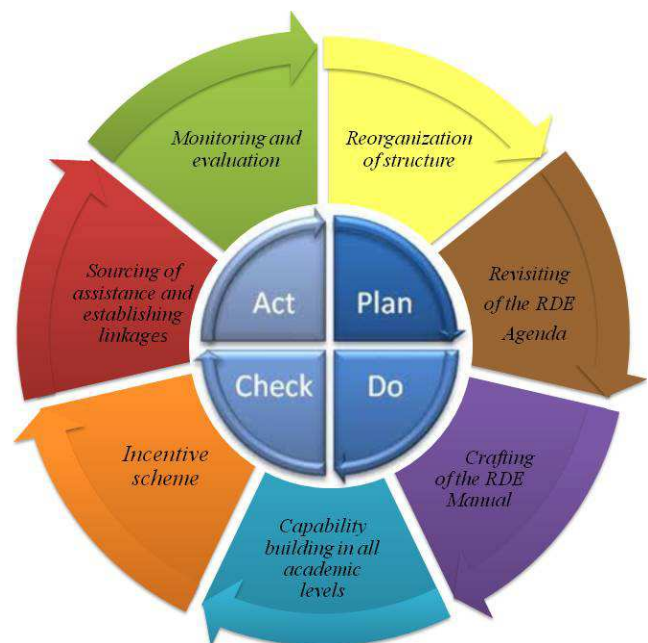 Monitoring and
evaluation
Reorganization
of structure
Revisiting
of the RDE
Agenda
Crafting
of the RDE
Manual
Capability
building in all
academic
levels
Incentive
scheme
Sourcing of
assistance and
establishing
linkages
Act
Plan
Check
Do